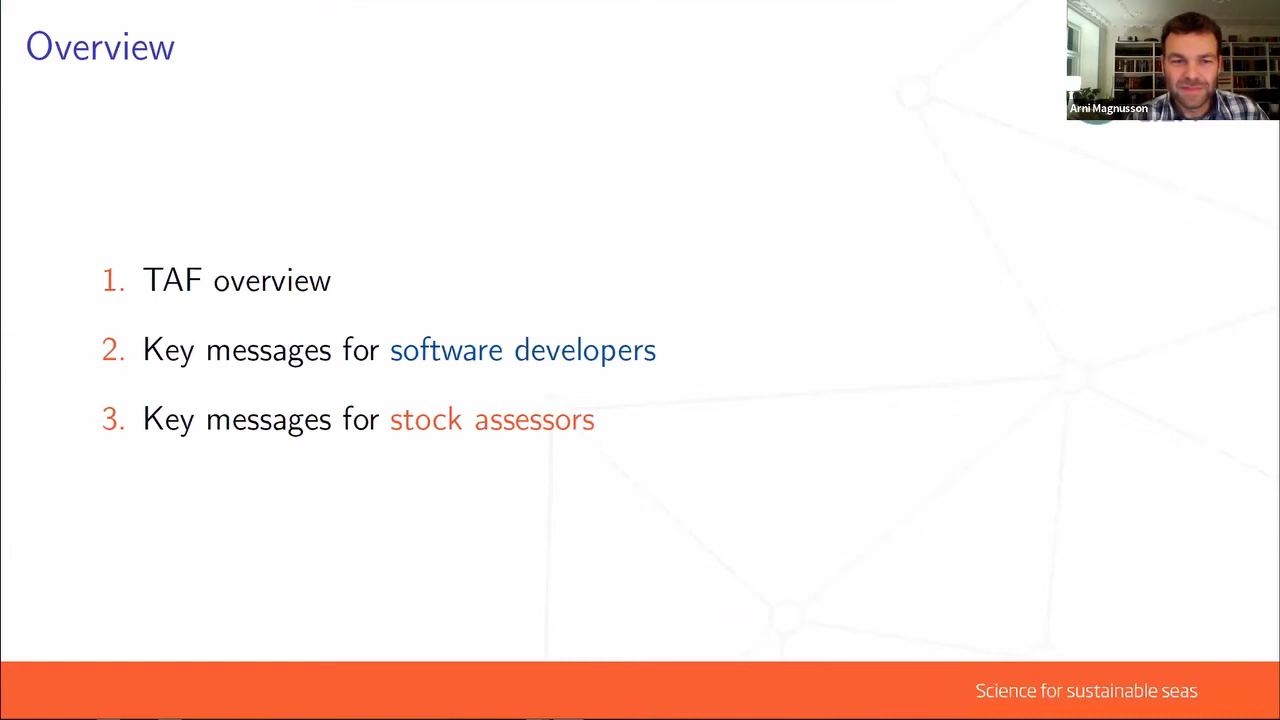 Overview
Arni Magnusson
1. TAF overview
2. Key messages for software developers
3. Key messages for stock assessors
Science for sustainable seas